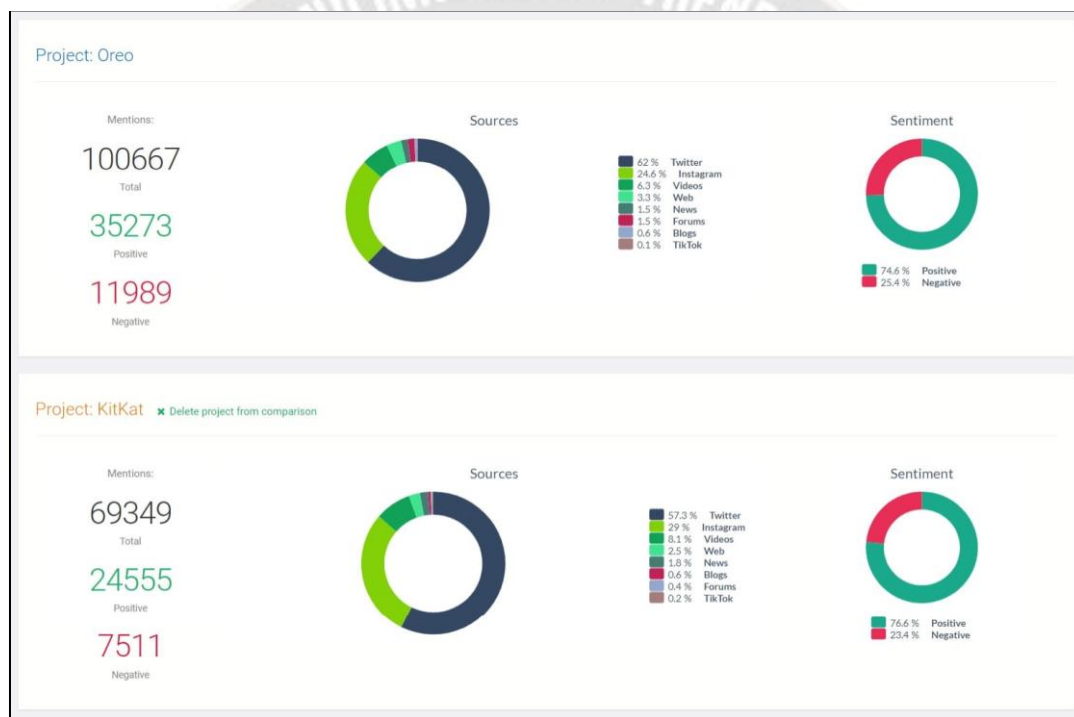 Project: Oreo
Mentions:
100667
Total
35273
Positive
11989
Negative
Sources
62 % Twitter
24.6 % Instagram
6.3 % Videos
3.3 % Web
1.5 % News
1.5 % Forums
0.6 % Blogs
0.1 % TikTok
Sentiment
74.6 % Positive
25.4 % Negative
Project: KitKat ✖ Delete project from comparison
Mentions:
69349
Total
24555
Positive
7511
Negative
Sources
57.3 % Twitter
29 % Instagram
8.1 % Videos
2.5 % Web
1.8 % News
0.6 % Blogs
0.4 % Forums
0.2 % TikTok
Sentiment
76.6 % Positive
23.4 % Negative